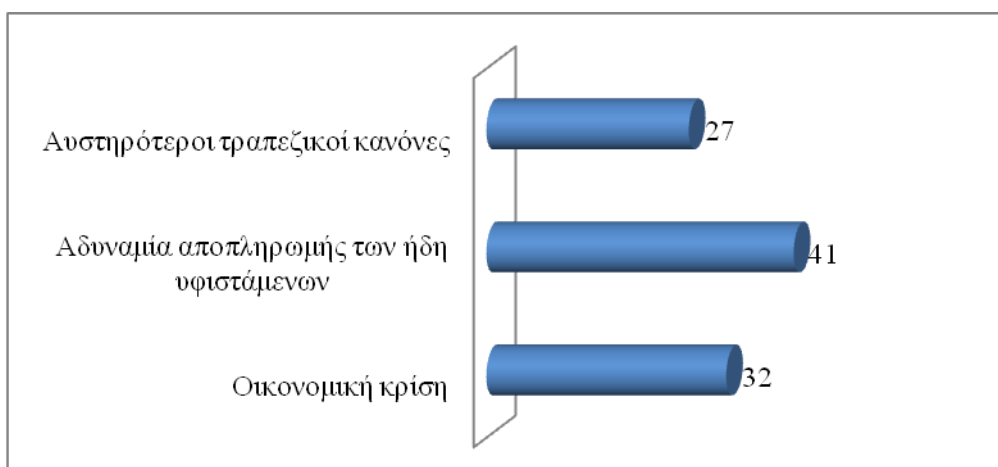 Αυστηρότεροι τραπεζικοί κανόνες
27
Αδυναμία αποπληρωμής των ήδη
υφιστάμενων
41
Οικονομική κρίση
32